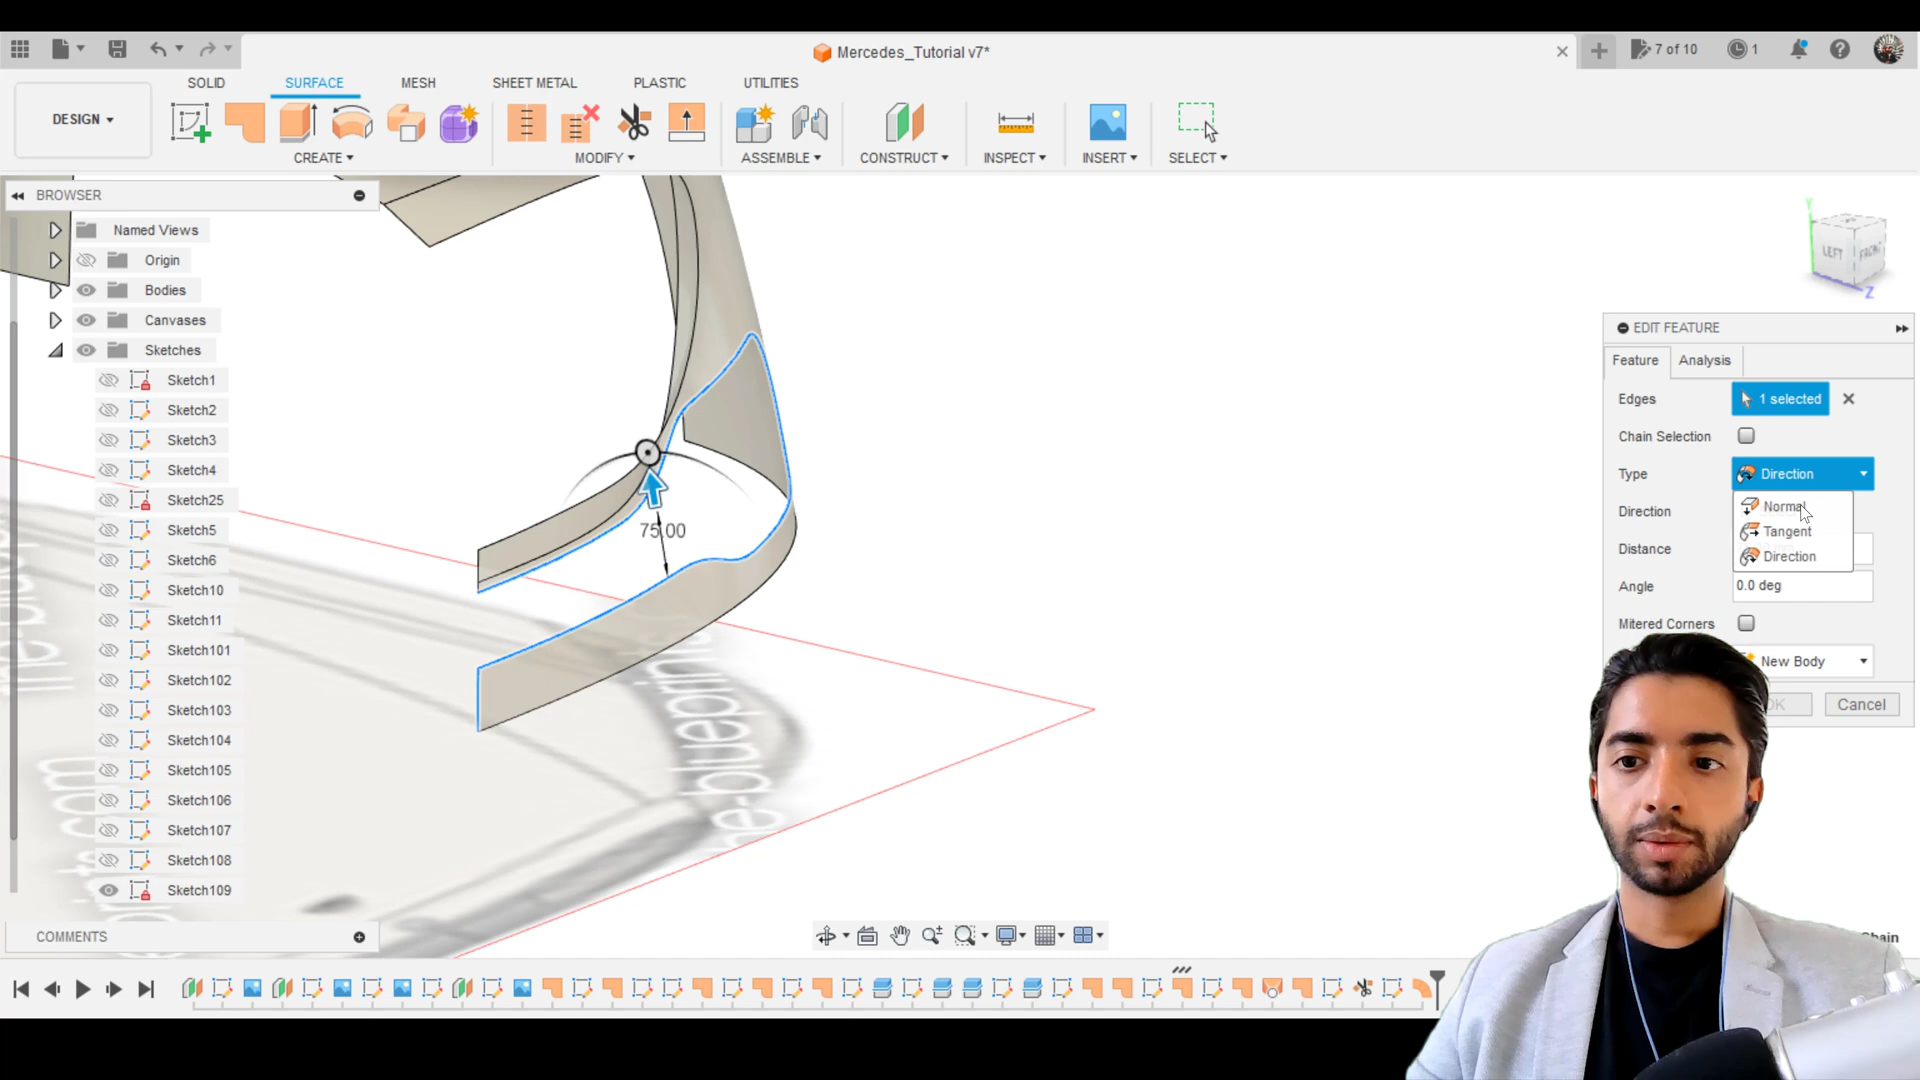 Mercedes_Tutorial v7*
7 of 10
1
DESIGN
SOLID
SURFACE
MESH
SHEET METAL
PLASTIC
UTILITIES
CREATE
MODIFY
ASSEMBLE
CONSTRUCT
INSPECT
INSERT
SELECT
BROWSER
Named Views
Origin
Bodies
Canvases
Sketches
Sketch1
Sketch2
Sketch3
Sketch4
Sketch25
Sketch5
Sketch6
Sketch10
Sketch11
Sketch101
Sketch102
Sketch103
Sketch104
Sketch105
Sketch106
Sketch107
Sketch108
Sketch109
COMMENTS
75.00
Y
LEFT
FRONT
Z
EDIT FEATURE
Feature
Analysis
Edges
1 selected
Chain Selection
Type
Direction
Normal
Tangent
Direction
Direction
Distance
Angle
0.0 deg
Mitered Corners
New Body
Cancel